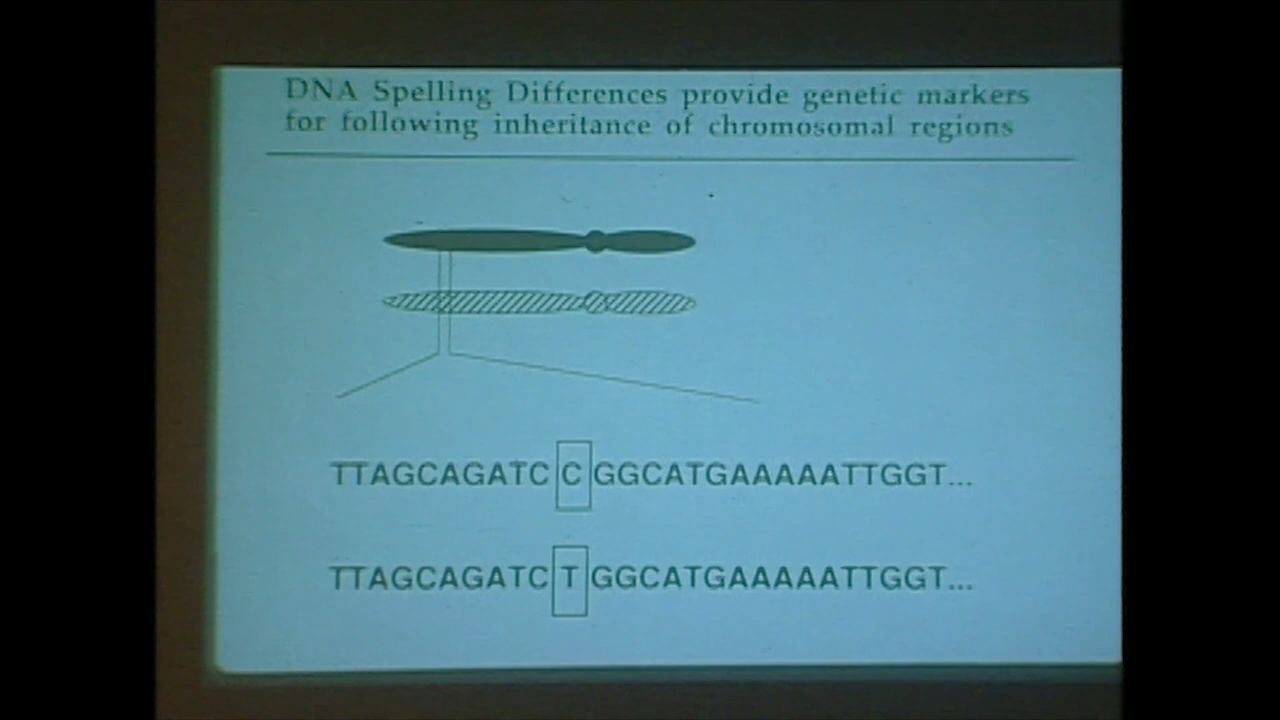 DNA Spelling Differences provide genetic markers
for following inheritance of chromosomal regions
TTAGCAGATC C GGCATGAAAAATTGGT...
TTAGCAGATC T GGCATGAAAAATTGGT...